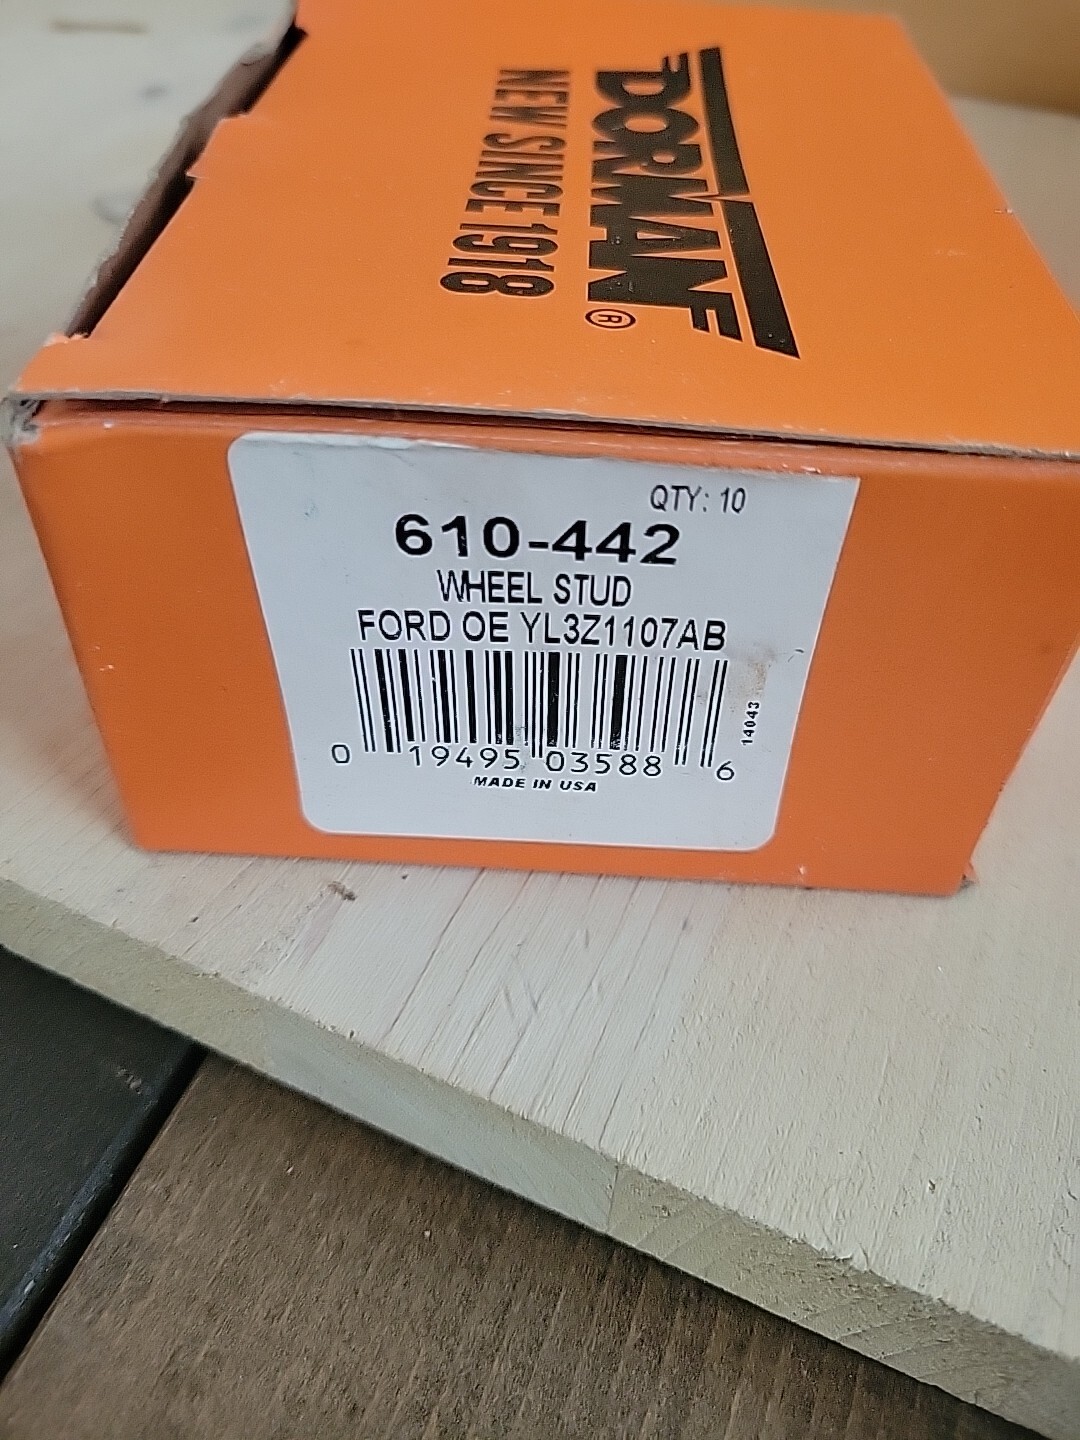 DORMAN®
NEW SINCE 1918
QTY: 10
610-442
WHEEL STUD
FORD OE YL3Z1107AB
14043
0 19495 03588 6
MADE IN USA